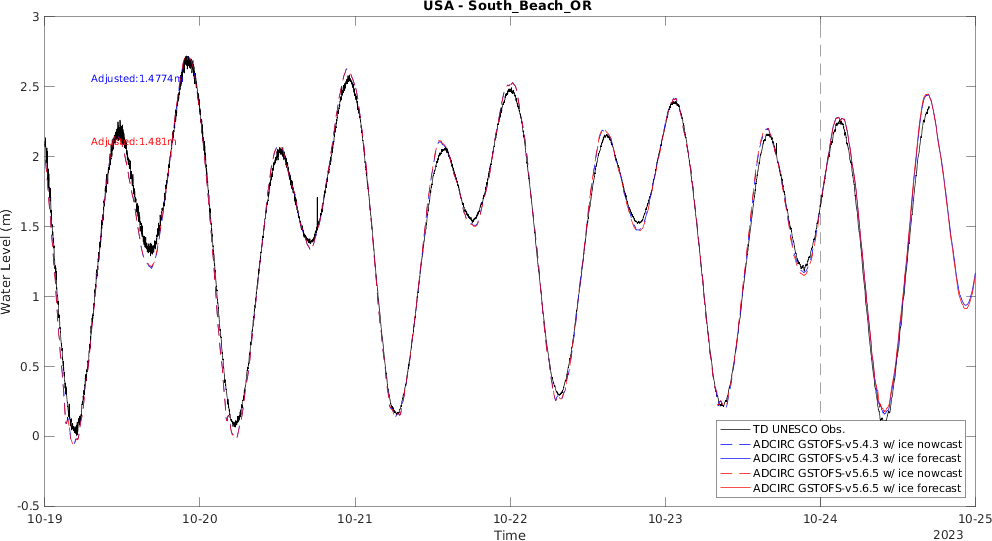 USA - South_Beach_OR
3
2.5
2
1.5
1
0.5
0
-0.5
Water Level (m)
Adjusted:1.4774m
Adjusted:1.481m
TD UNESCO Obs.
ADCIRC GSTOFS-v5.4.3 w/ ice nowcast
ADCIRC GSTOFS-v5.4.3 w/ ice forecast
ADCIRC GSTOFS-v5.6.5 w/ ice nowcast
ADCIRC GSTOFS-v5.6.5 w/ ice forecast
10-19 10-20 10-21 10-22 10-23 10-24 10-25
Time
2023